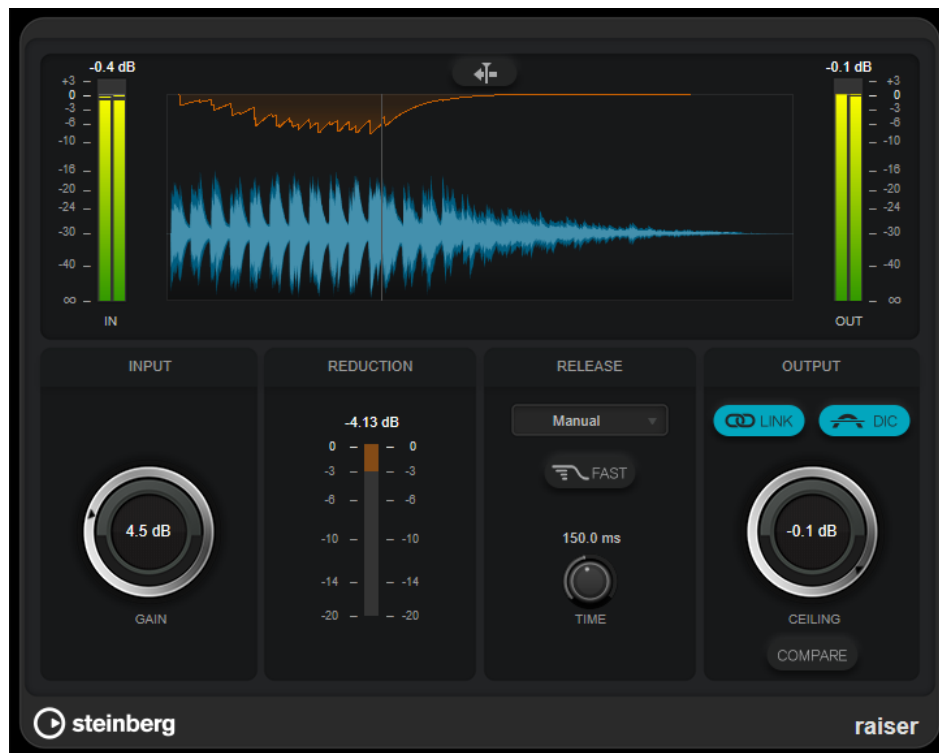 -0.4 dB
-0.1 dB
+3
0
-3
-6
-10
-16
-20
-24
-30
-40
∞
IN
+3
0
-3
-6
-10
-16
-20
-24
-30
-40
∞
OUT
INPUT
4.5 dB
GAIN
REDUCTION
-4.13 dB
0 0
-3 -3
-6 -6
-10 -10
-14 -14
-20 -20
RELEASE
Manual
FAST
150.0 ms
TIME
OUTPUT
LINK DIC
-0.1 dB
CEILING
COMPARE
steinberg
raiser